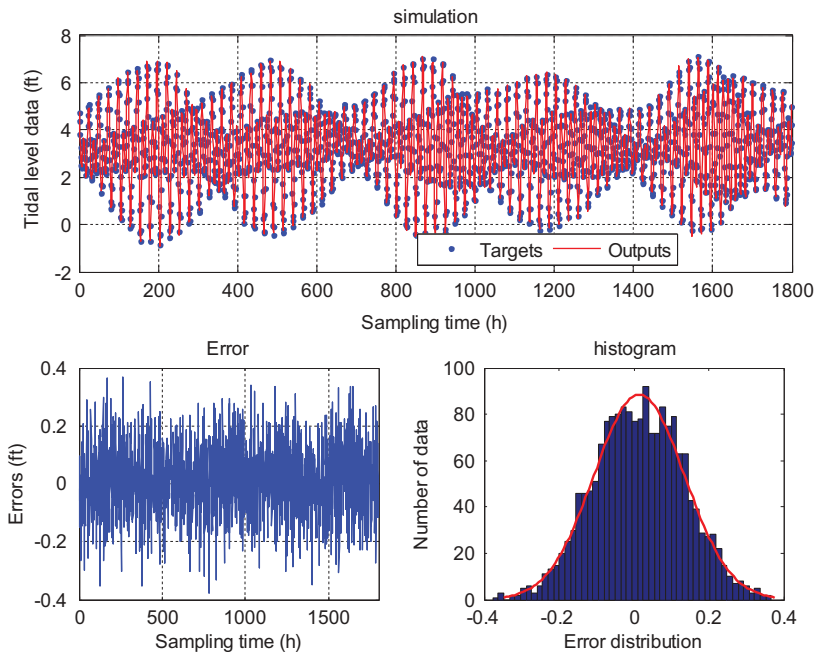 simulation
Tidal level data (ft)
8
6
4
2
0
-2
0 200 400 600 800 1000 1200 1400 1600 1800
Targets Outputs
Sampling time (h)
Error
Errors (ft)
0.4
0.2
0
-0.2
-0.4
0 500 1000 1500
Sampling time (h)
histogram
Number of data
100
80
60
40
20
0
-0.4 -0.2 0 0.2 0.4
Error distribution